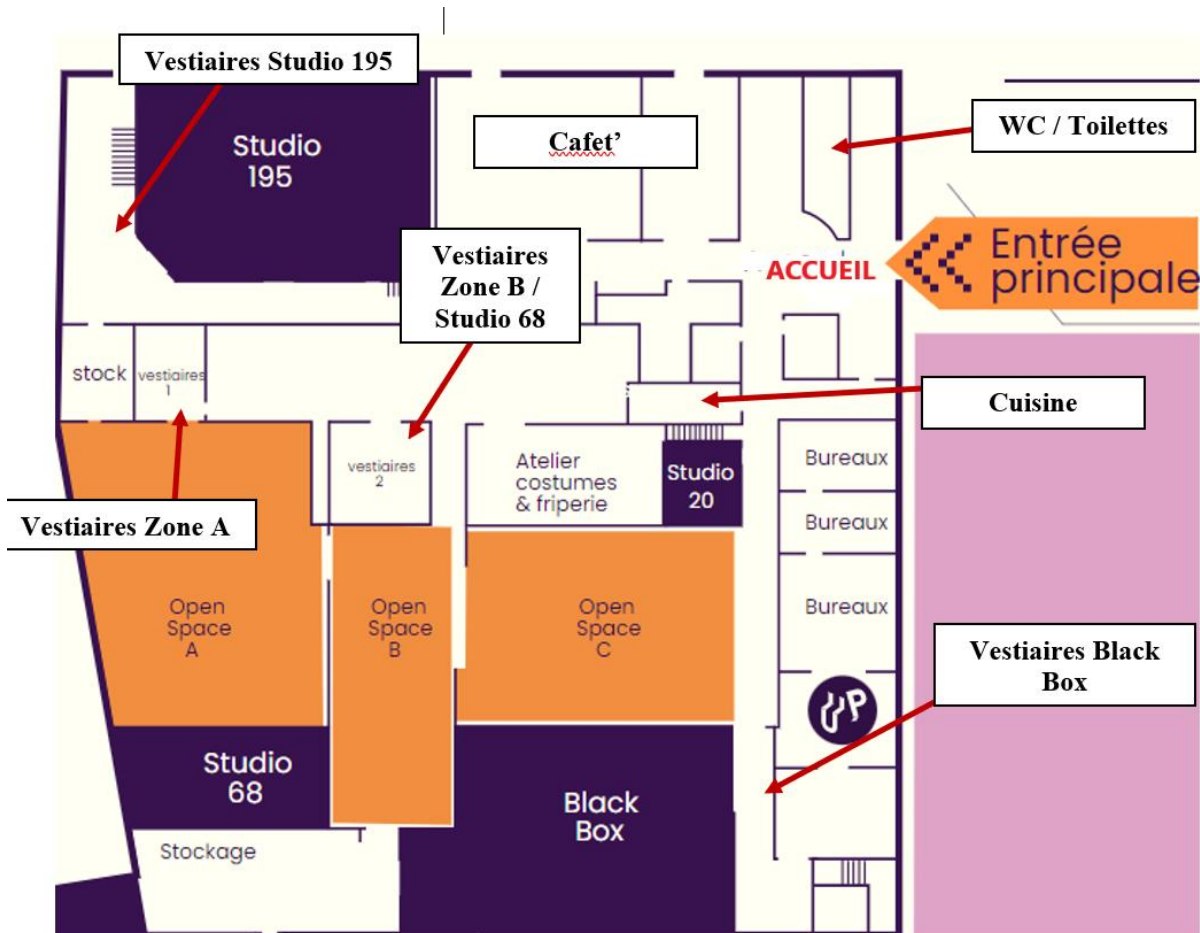 Vestiaires Studio 195
Studio
195
Cafet’
WC / Toilettes
Vestiaires
Zone B /
Studio 68
ACCUEIL
Entrée
principale
stock
vestiaires
1
Cuisine
vestiaires
2
Atelier
costumes
& friperie
Studio
20
Bureaux
Bureaux
Bureaux
Vestiaires Zone A
Open
Space
A
Open
Space
B
Open
Space
C
Vestiaires Black
Box
UP
Studio
68
Black
Box
Stockage